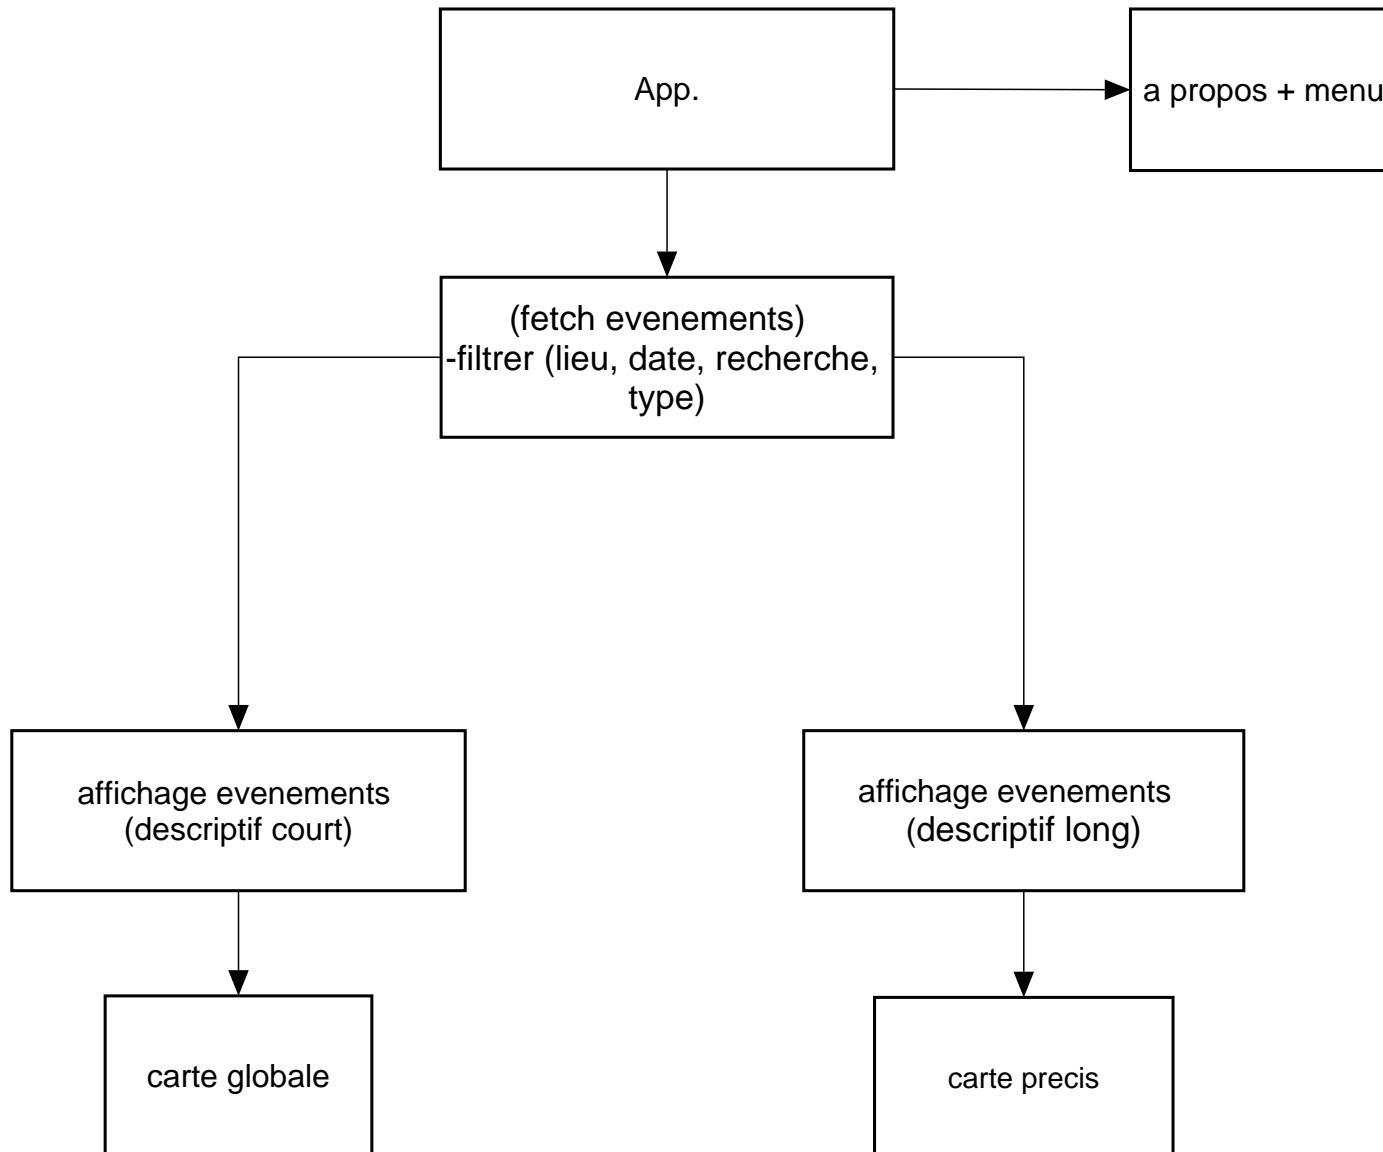 App.
a propos + menu
(fetch evenements)
-filtrer (lieu, date, recherche,
type)
affichage evenements
(descriptif court)
affichage evenements
(descriptif long)
carte globale
carte precis